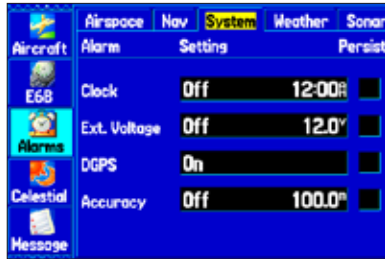 Airspace Nav System Weather Sonar
Aircraft Alarm Setting Persist
E6B Clock Off 12:00A
Alarms Ext. Voltage Off 12.0V
DGPS On
Celestial Accuracy Off 100.0m
Message